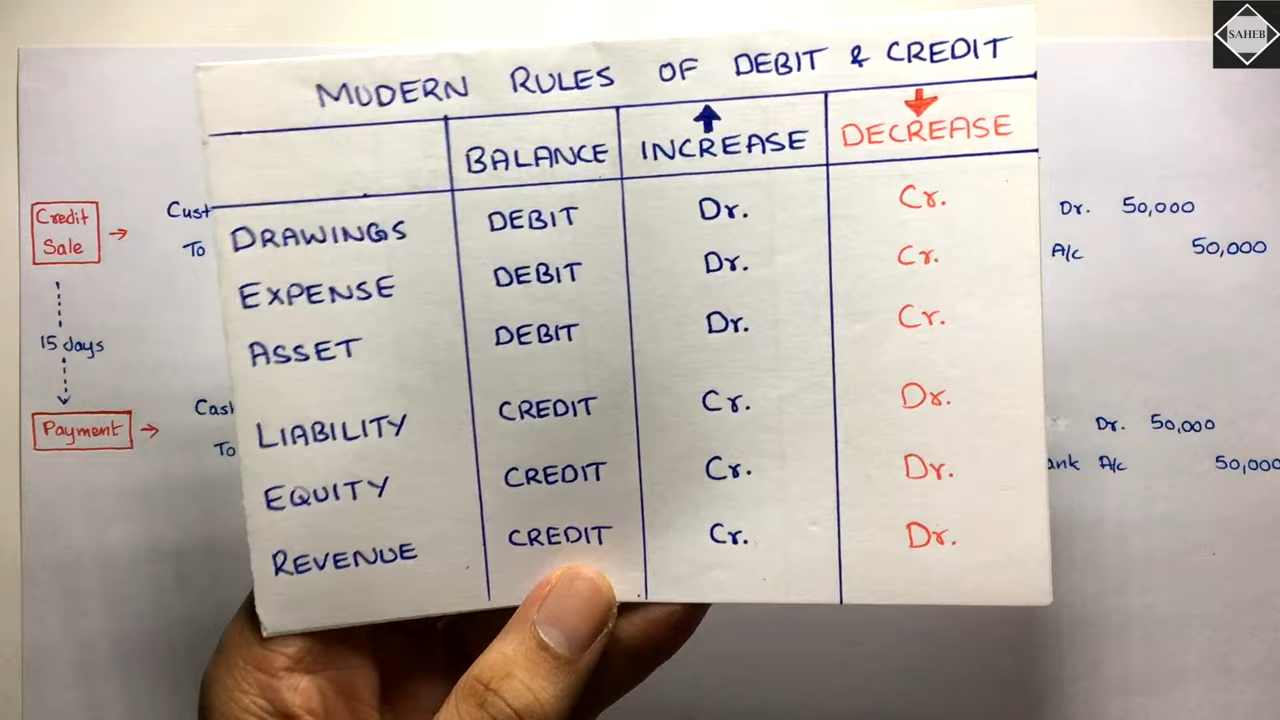 SAHEB
MODERN RULES OF DEBIT & CREDIT
BALANCE INCREASE DECREASE
DRAWINGS DEBIT Dr. Cr.
EXPENSE DEBIT Dr. Cr.
ASSET DEBIT Dr. Cr.
LIABILITY CREDIT Cr. Dr.
EQUITY CREDIT Cr. Dr.
REVENUE CREDIT Cr. Dr.
Credit
Sale
Cust
To
Dr. 50,000
A/c 50,000
15 days
Payment
Cash
To
Dr. 50,000
ank A/c 50,000